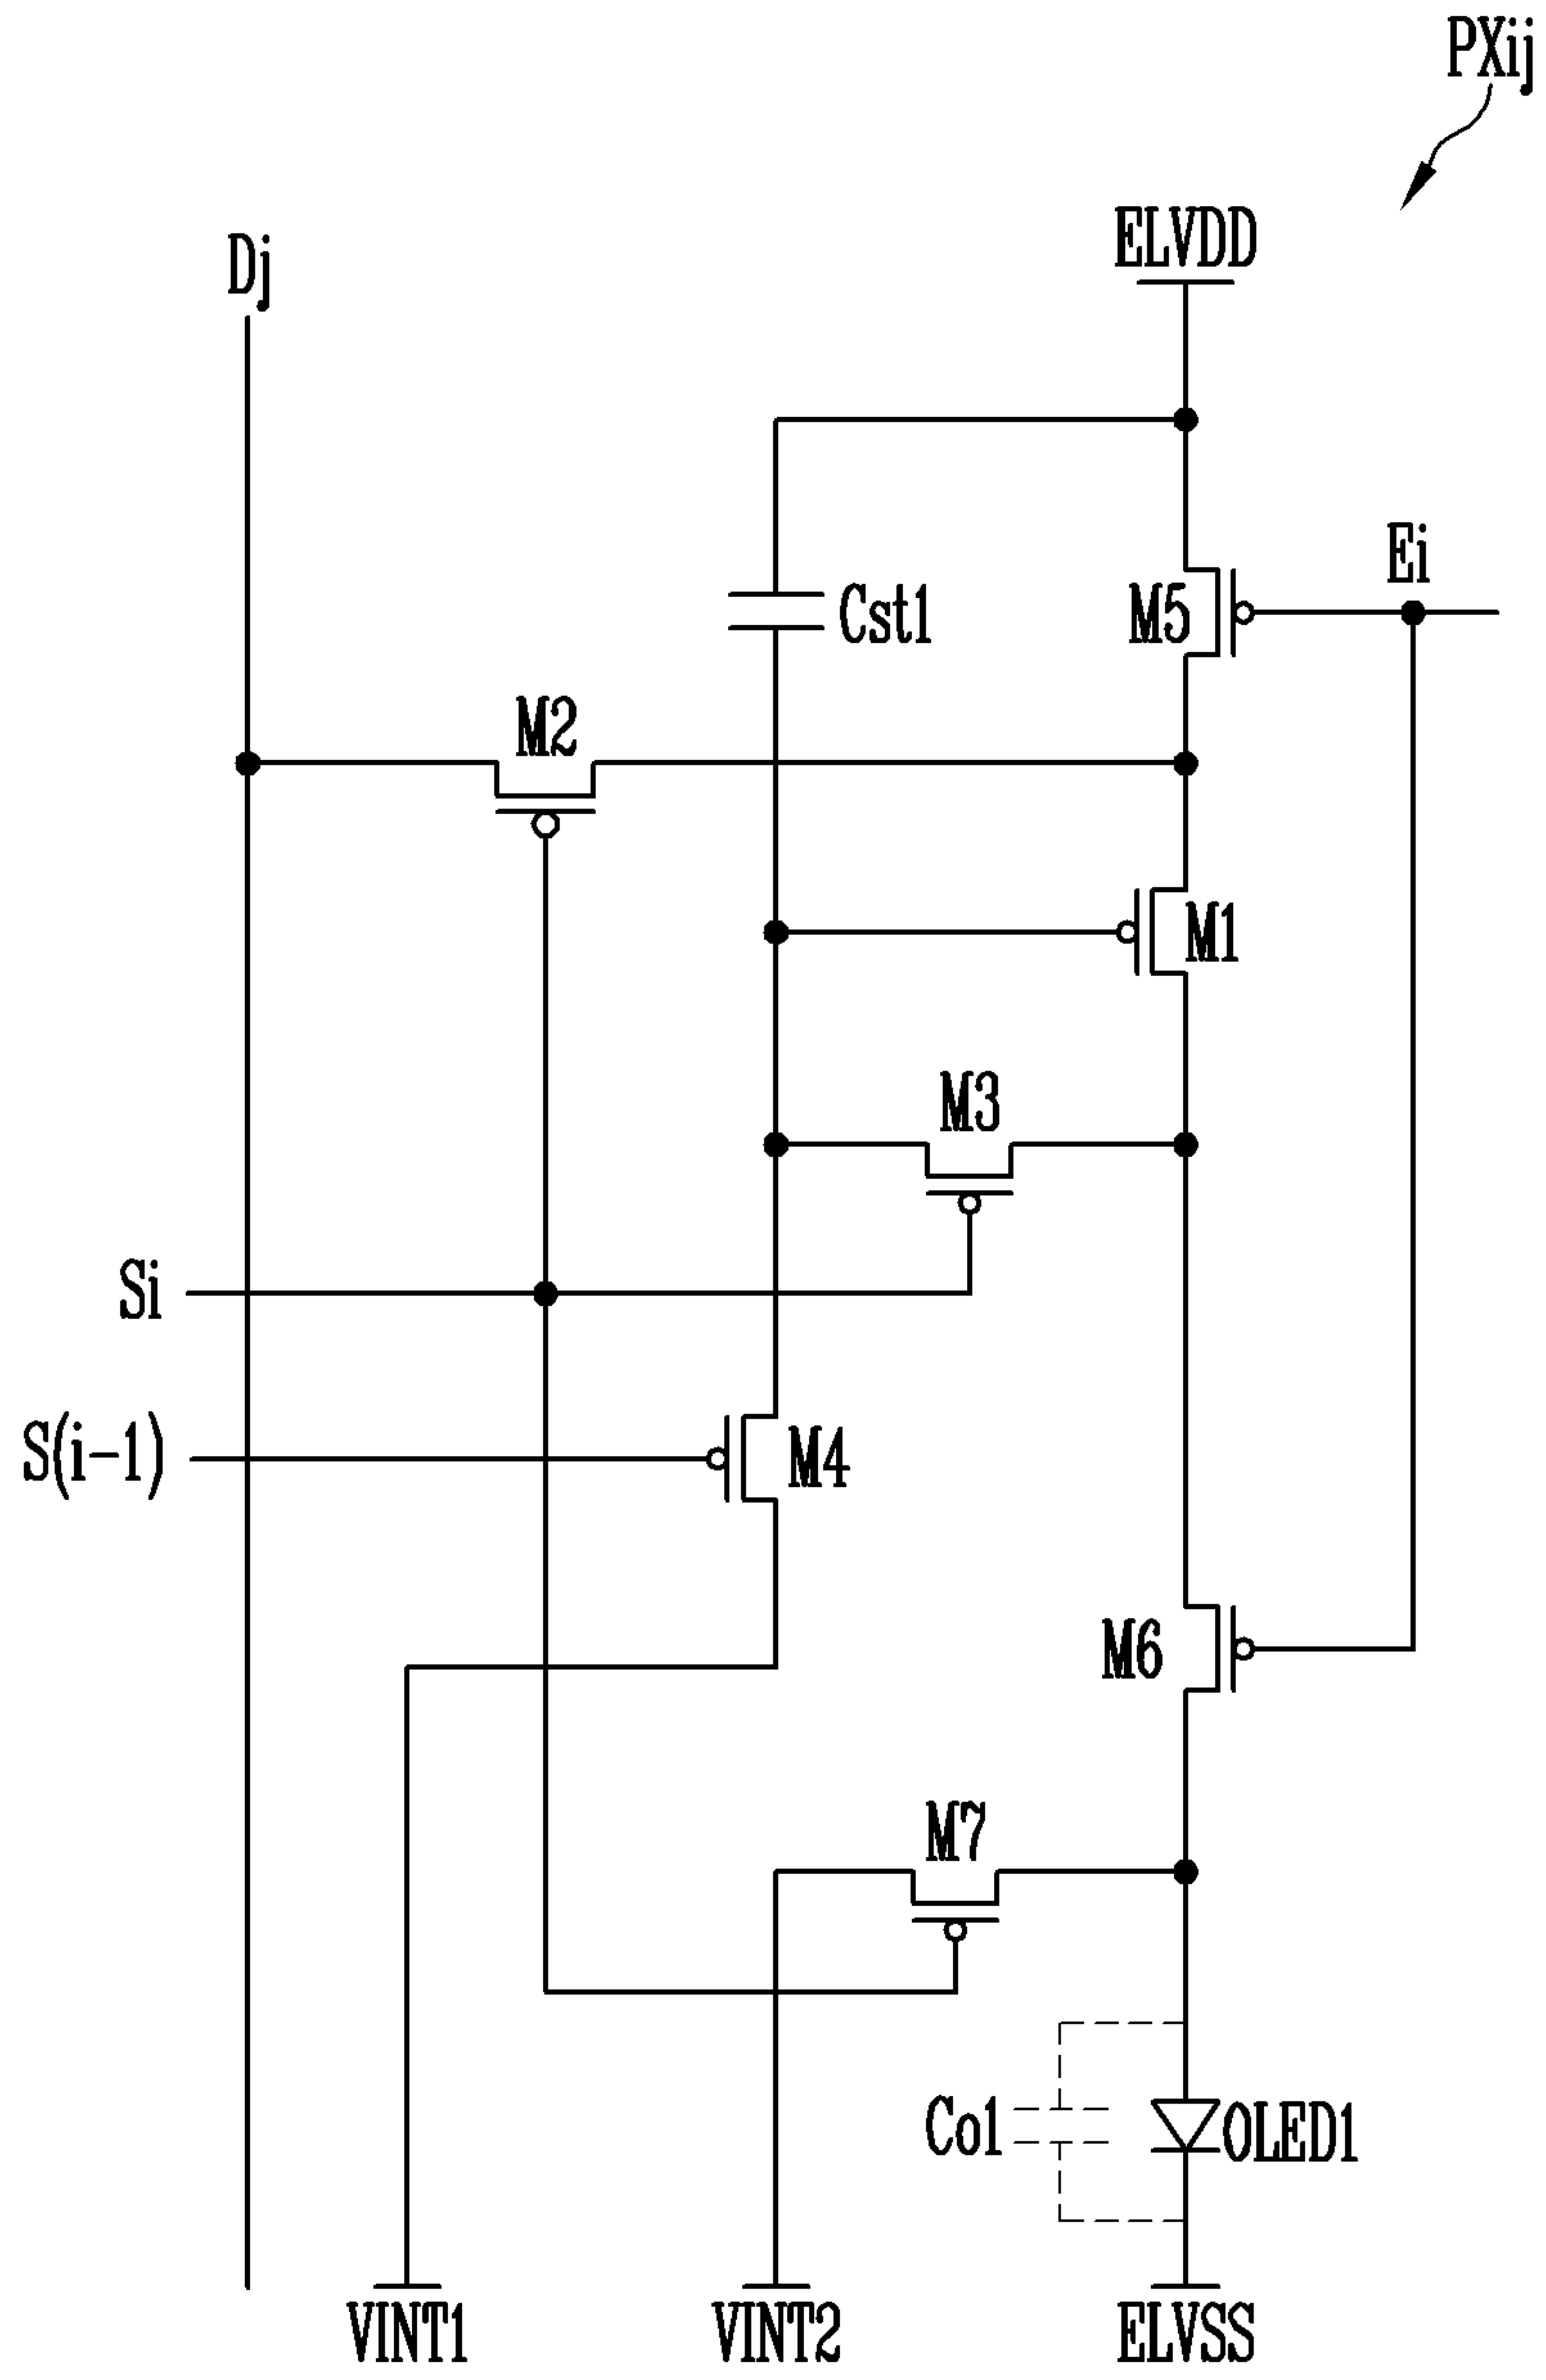 PXij
ELVDD
Dj
Ei
Cst1
M5
M2
M1
M3
Si
S(i-1)
M4
M6
M7
Co1
OLED1
VINT1
VINT2
ELVSS